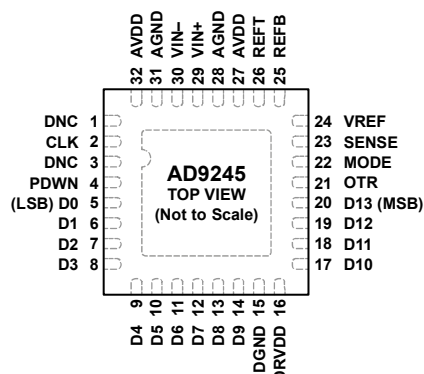 32 AVDD
31 AGND
30 VIN–
29 VIN+
28 AGND
27 AVDD
26 REFT
25 REFB
DNC 1
CLK 2
DNC 3
PDWN 4
(LSB) D0 5
D1 6
D2 7
D3 8
AD9245
TOP VIEW
(Not to Scale)
24 VREF
23 SENSE
22 MODE
21 OTR
20 D13 (MSB)
19 D12
18 D11
17 D10
D4 9
D5 10
D6 11
D7 12
D8 13
D9 14
DGND 15
DRVDD 16